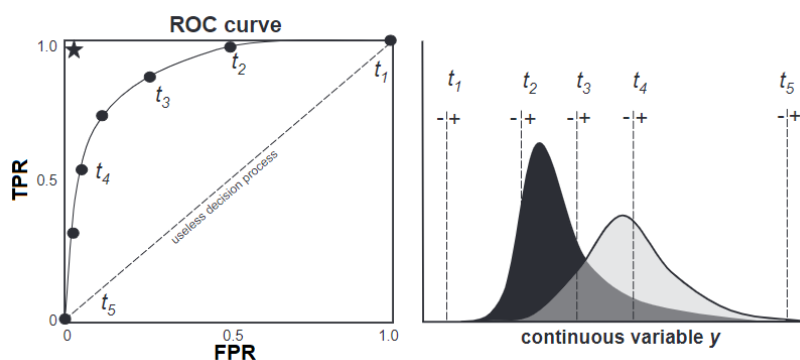 ROC curve
1.0
t2
t1
t3
TPR
0.5
t4
useless decision process
t5
0
0
0.5
1.0
FPR
t1
t2
t3
t4
t5
-+
-+
-+
-+
-+
continuous variable y